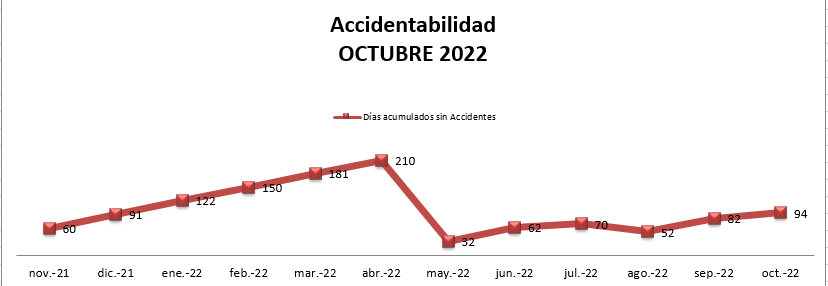 Accidentabilidad
OCTUBRE 2022
Días acumulados sin Accidentes
60 91 122 150 181 210 32 62 70 52 82 94
nov.-21 dic.-21 ene.-22 feb.-22 mar.-22 abr.-22 may.-22 jun.-22 jul.-22 ago.-22 sep.-22 oct.-22